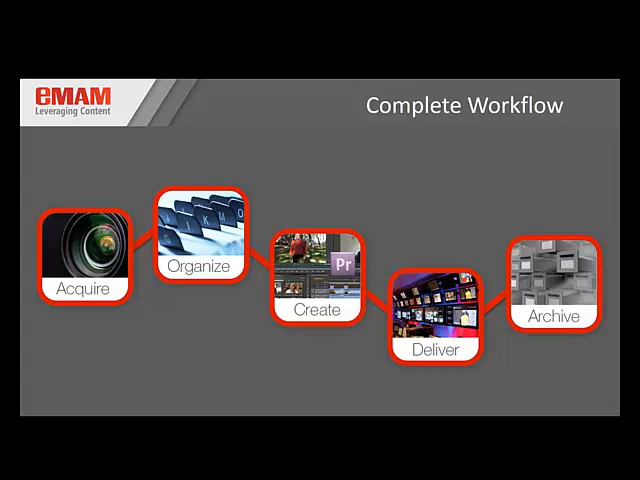 eMAM
Leveraging Content
Complete Workflow
Acquire
Organize
Create
Deliver
Archive
Pr
J K M